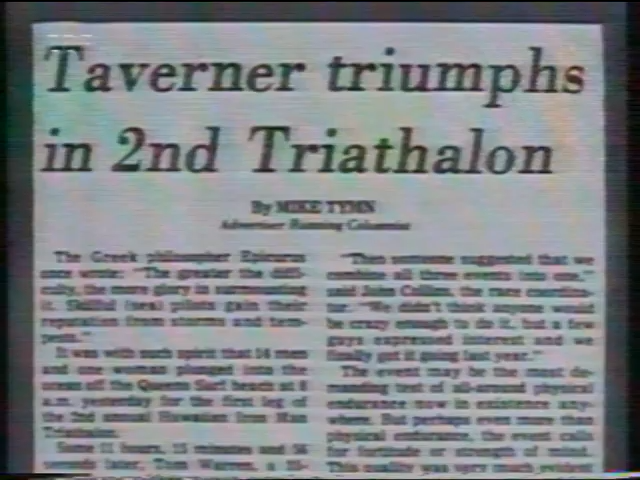 Taverner triumphs
in 2nd Triathalon
By MIKE TYMN
Advertiser Running Columnist
The Greek philosopher Epicurus
once wrote: "The greater the diffi-
culty, the more glory in surmounting
it. Skillful (sea) pilots gain their
reputation from storms and tem-
pests."
It was with such spirit that 14 men
and one woman plunged into the
ocean off the Queen Surf beach at 8
a.m. yesterday for the first leg of
the 2nd annual Hawaiian Iron Man
Triathalon.
Some 11 hours, 15 minutes and 56
seconds later, Tom Warren, a
"Then someone suggested that we
combine all three events into one,"
said John Collins, the race coordina-
tor. "We didn't think anyone would
be crazy enough to do it, but a few
guys expressed interest and we
finally got it going last year."
The event may be the most de-
manding test of all-around physical
endurance now in existence any-
where. But perhaps even more than
physical endurance, the event calls
for fortitude or strength of mind.
This quality was very much evident